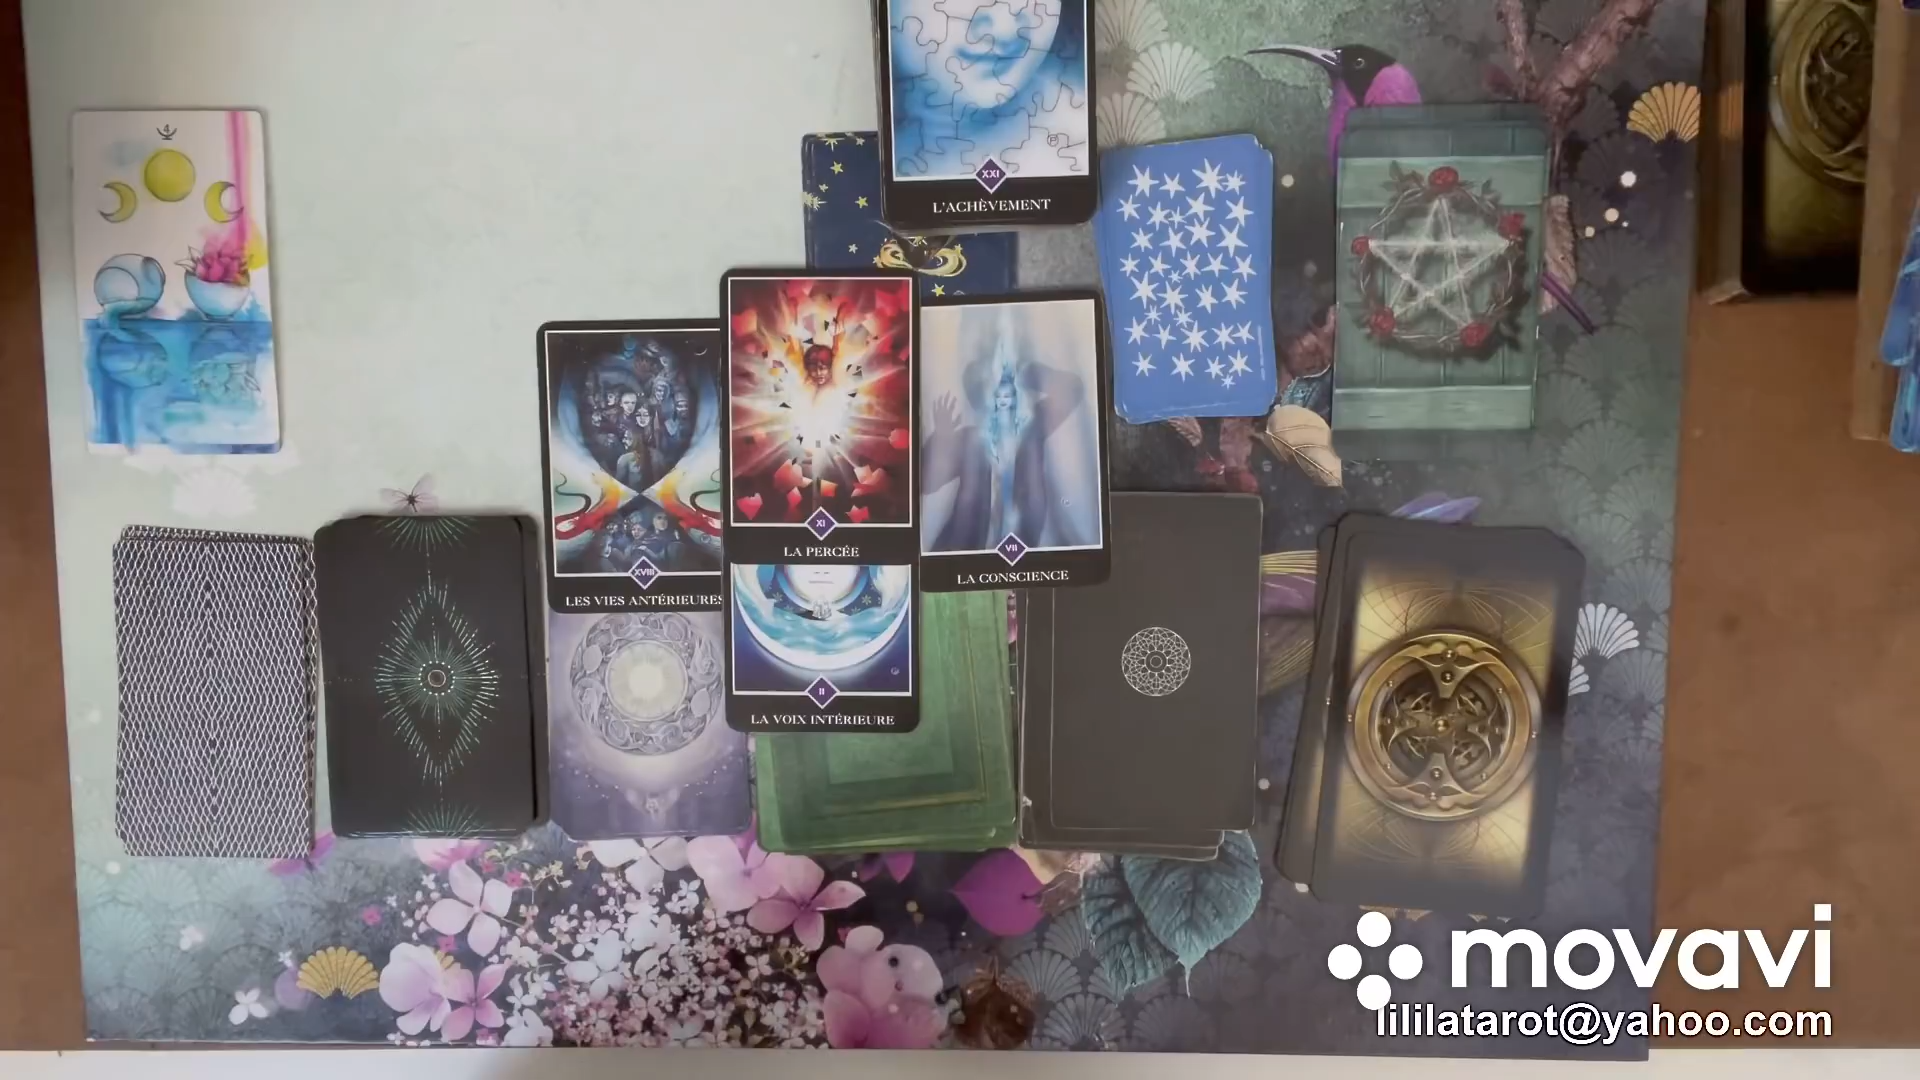 4
XXI
L'ACHÈVEMENT
XI
LA PERCÉE
VII
LA CONSCIENCE
XVIII
LES VIES ANTÉRIEURES
II
LA VOIX INTÉRIEURE
movavi
lililatarot@yahoo.com